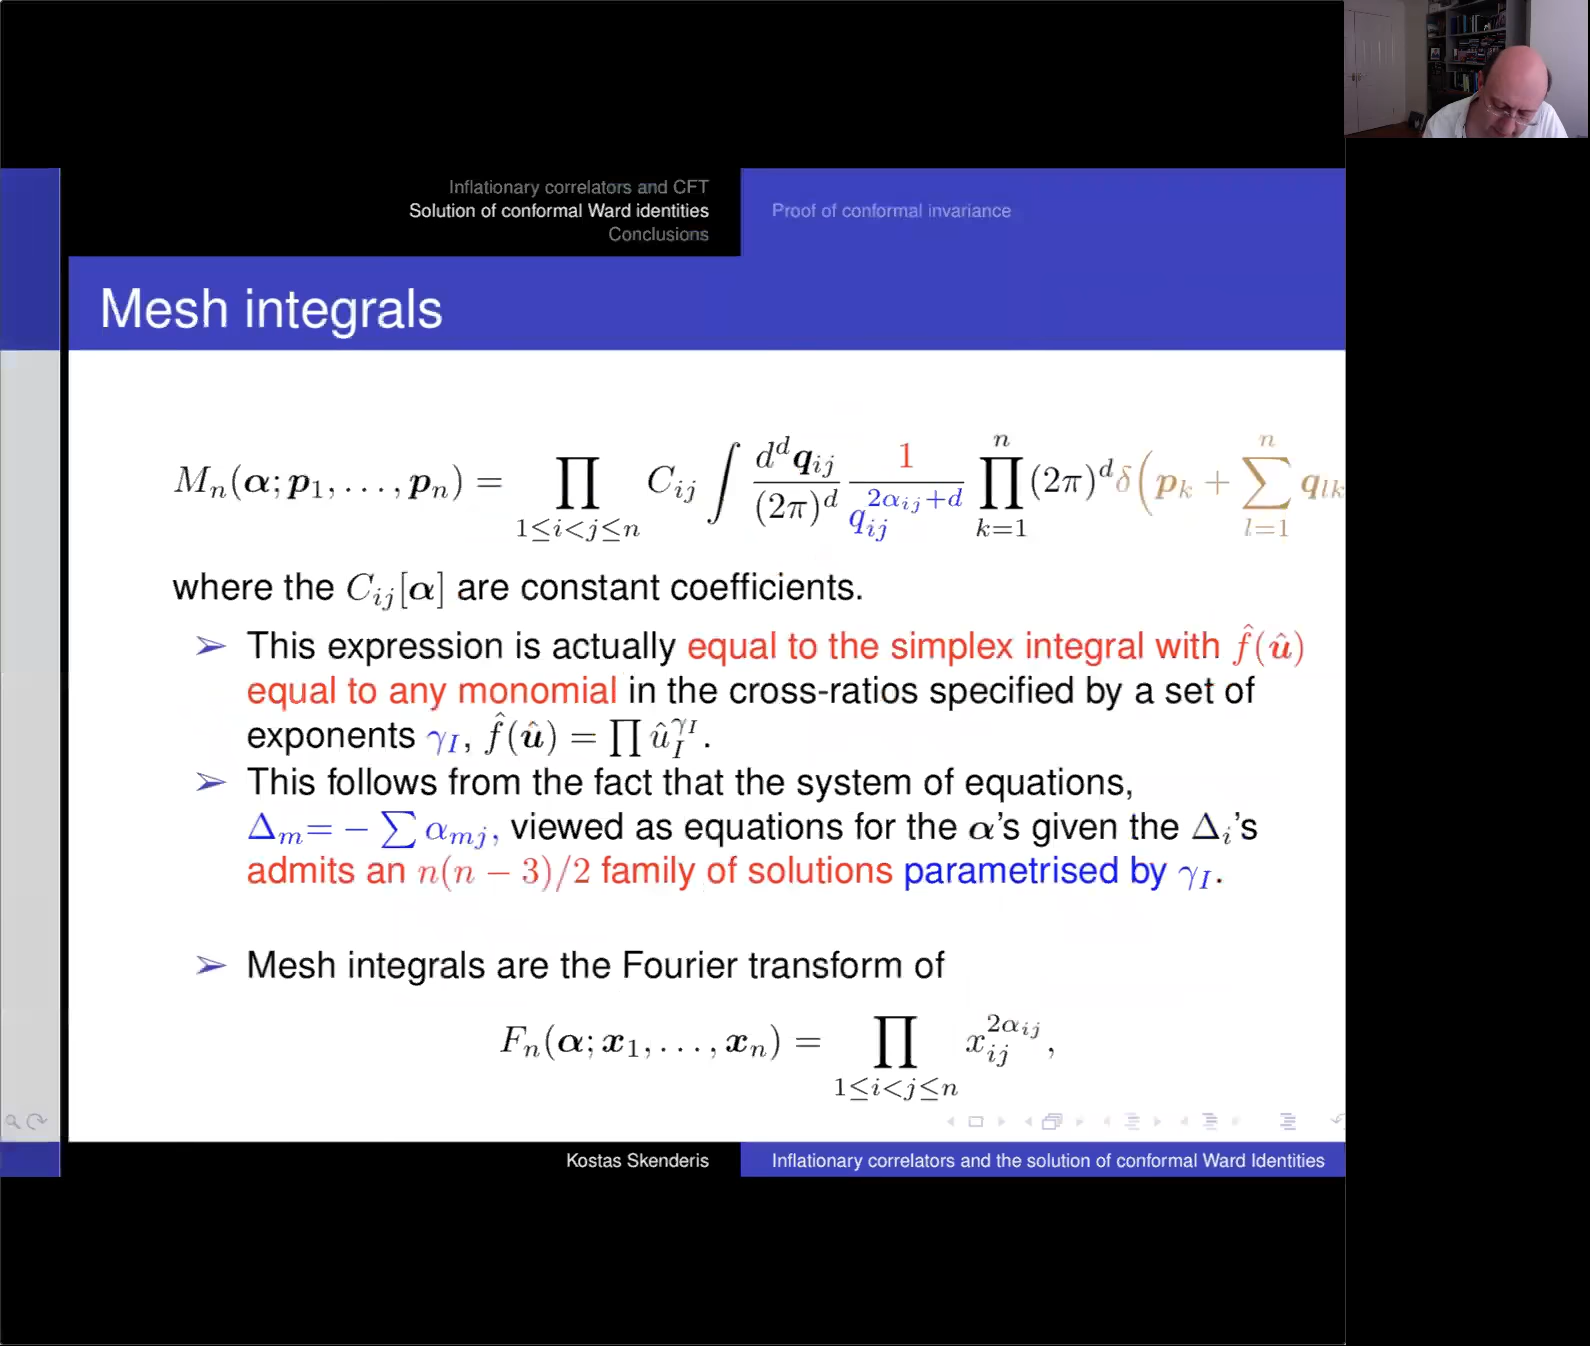 Inflationary correlators and CFT
Solution of conformal Ward identities
Conclusions
Proof of conformal invariance
Mesh integrals
M_n(α; p_1, . . . , p_n) = ∏_{1≤i<j≤n} C_{ij} ∫ d^d q_{ij} / (2π)^d 1 / q_{ij}^{2α_{ij}+d} ∏_{k=1}^{n} (2π)^d δ(p_k + ∑_{l=1}^{n} q_{lk}
where the C_{ij}[α] are constant coefficients.
➢ This expression is actually equal to the simplex integral with f̂(û)
equal to any monomial in the cross-ratios specified by a set of
exponents γ_I, f̂(û) = ∏ û_I^{γ_I}.
➢ This follows from the fact that the system of equations,
Δ_m = − ∑ α_{mj}, viewed as equations for the α's given the Δ_i's
admits an n(n − 3)/2 family of solutions parametrised by γ_I.
➢ Mesh integrals are the Fourier transform of
F_n(α; x_1, . . . , x_n) = ∏_{1≤i<j≤n} x_{ij}^{2α_{ij}},
Kostas Skenderis
Inflationary correlators and the solution of conformal Ward Identities